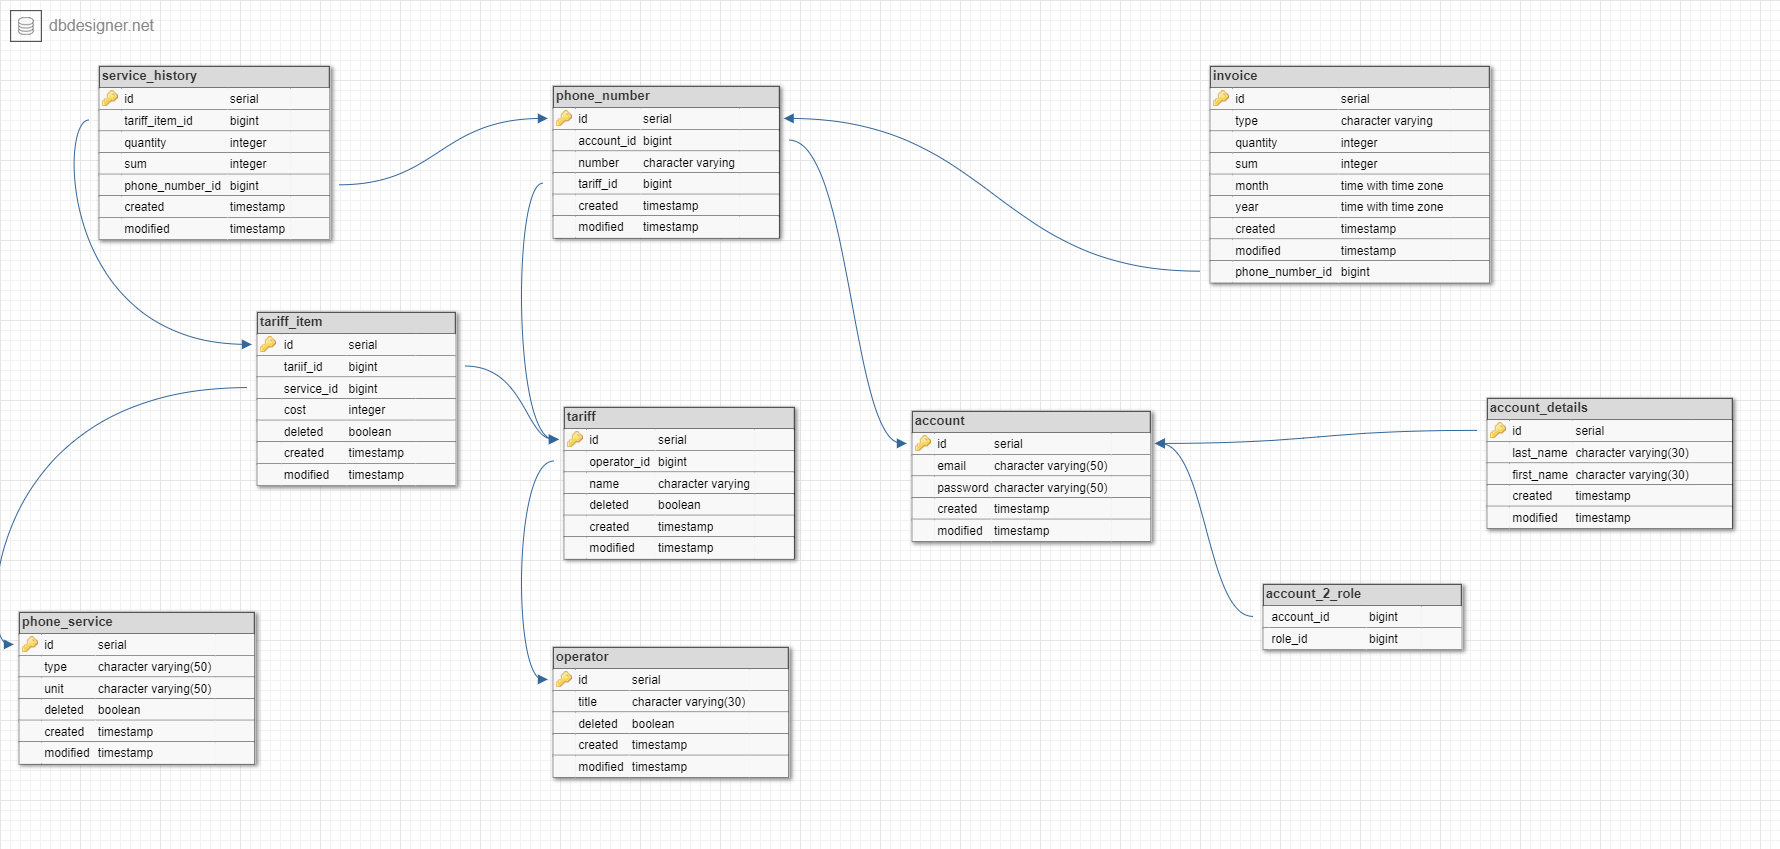 dbdesigner.net
service_history
id serial
tariff_item_id bigint
quantity integer
sum integer
phone_number_id bigint
created timestamp
modified timestamp
phone_number
id serial
account_id bigint
number character varying
tariff_id bigint
created timestamp
modified timestamp
invoice
id serial
type character varying
quantity integer
sum integer
month time with time zone
year time with time zone
created timestamp
modified timestamp
phone_number_id bigint
tariff_item
id serial
tariif_id bigint
service_id bigint
cost integer
deleted boolean
created timestamp
modified timestamp
tariff
id serial
operator_id bigint
name character varying
deleted boolean
created timestamp
modified timestamp
account
id serial
email character varying(50)
password character varying(50)
created timestamp
modified timestamp
account_details
id serial
last_name character varying(30)
first_name character varying(30)
created timestamp
modified timestamp
account_2_role
account_id bigint
role_id bigint
phone_service
id serial
type character varying(50)
unit character varying(50)
deleted boolean
created timestamp
modified timestamp
operator
id serial
title character varying(30)
deleted boolean
created timestamp
modified timestamp